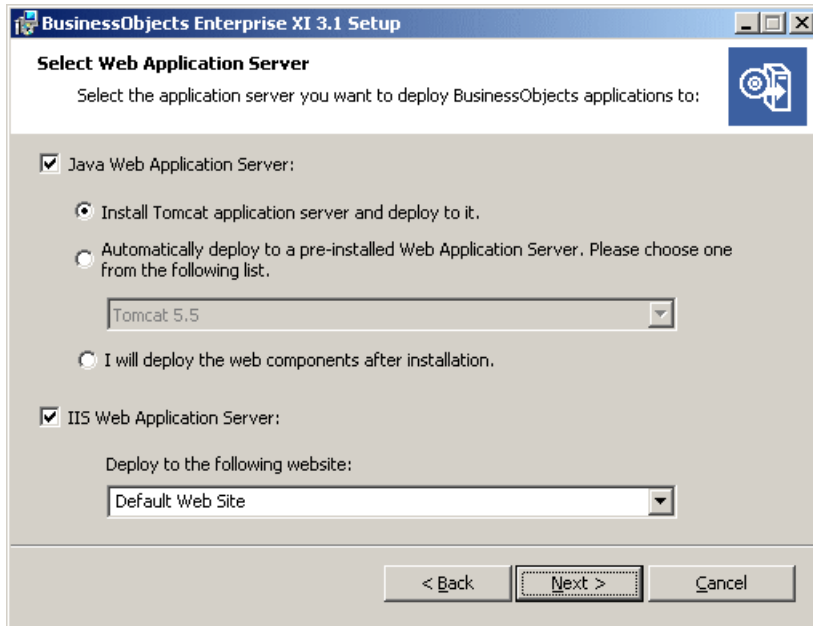 BusinessObjects Enterprise XI 3.1 Setup
Select Web Application Server
Select the application server you want to deploy BusinessObjects applications to:
Java Web Application Server:
Install Tomcat application server and deploy to it.
Automatically deploy to a pre-installed Web Application Server. Please choose one
from the following list.
Tomcat 5.5
I will deploy the web components after installation.
IIS Web Application Server:
Deploy to the following website:
Default Web Site
< Back
Next >
Cancel